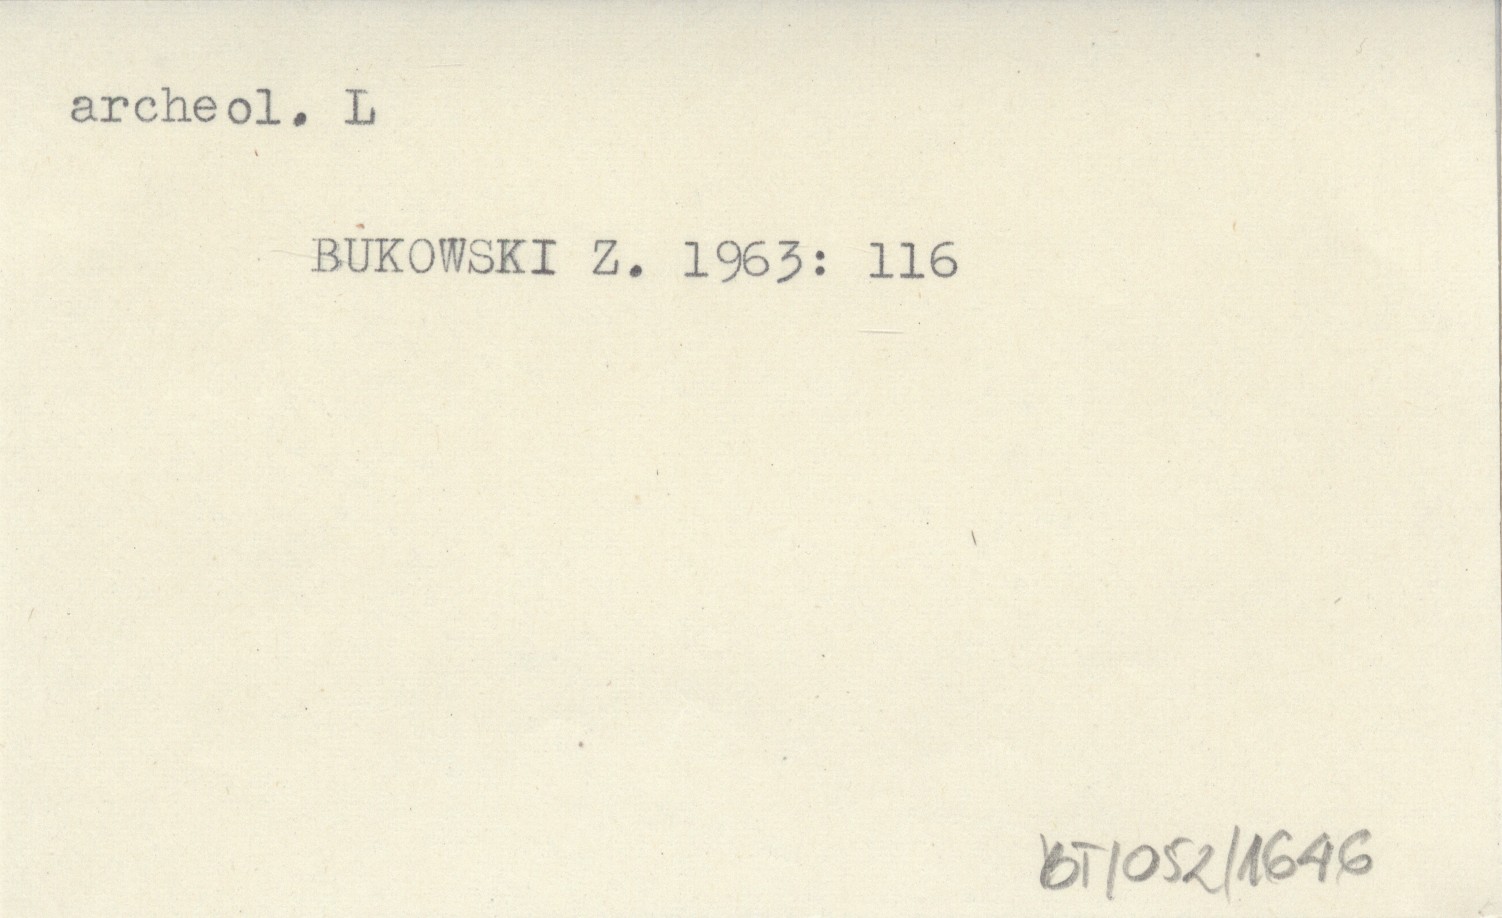 archeol. L
BUKOWSKI Z. 1963: 116
BT/052/1646